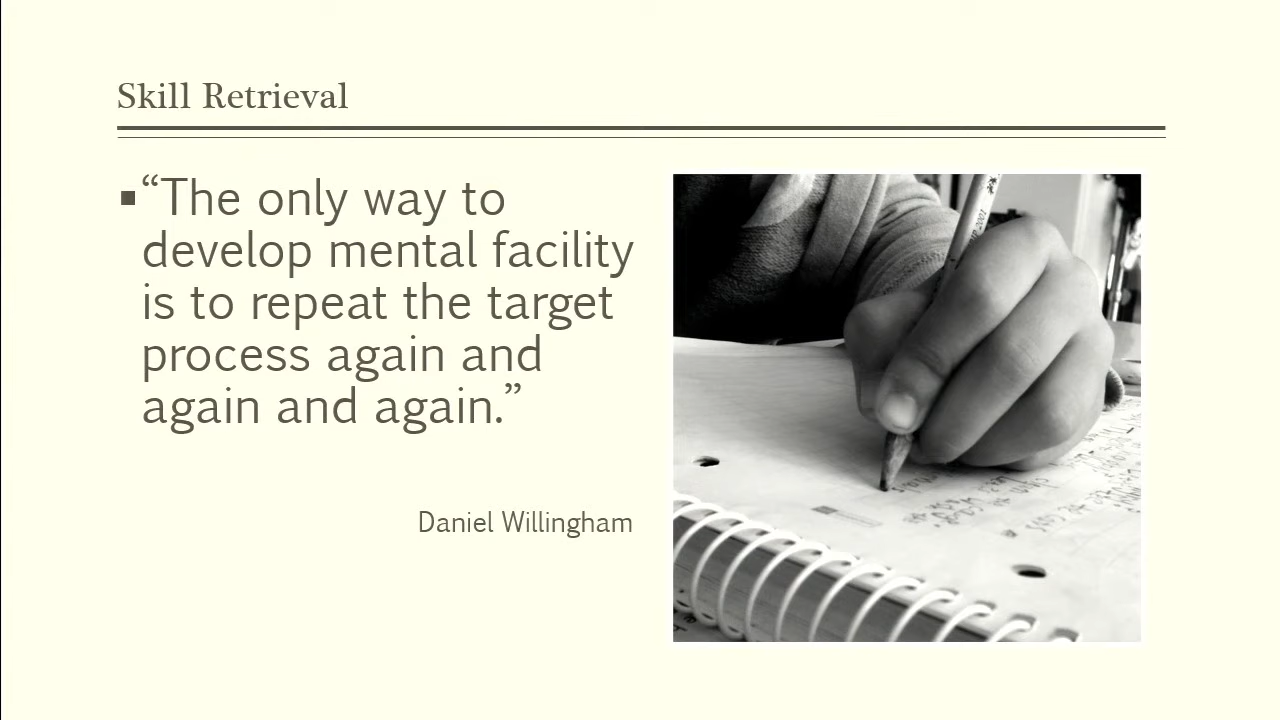 Skill Retrieval
▪“The only way to
develop mental facility
is to repeat the target
process again and
again and again.”
Daniel Willingham